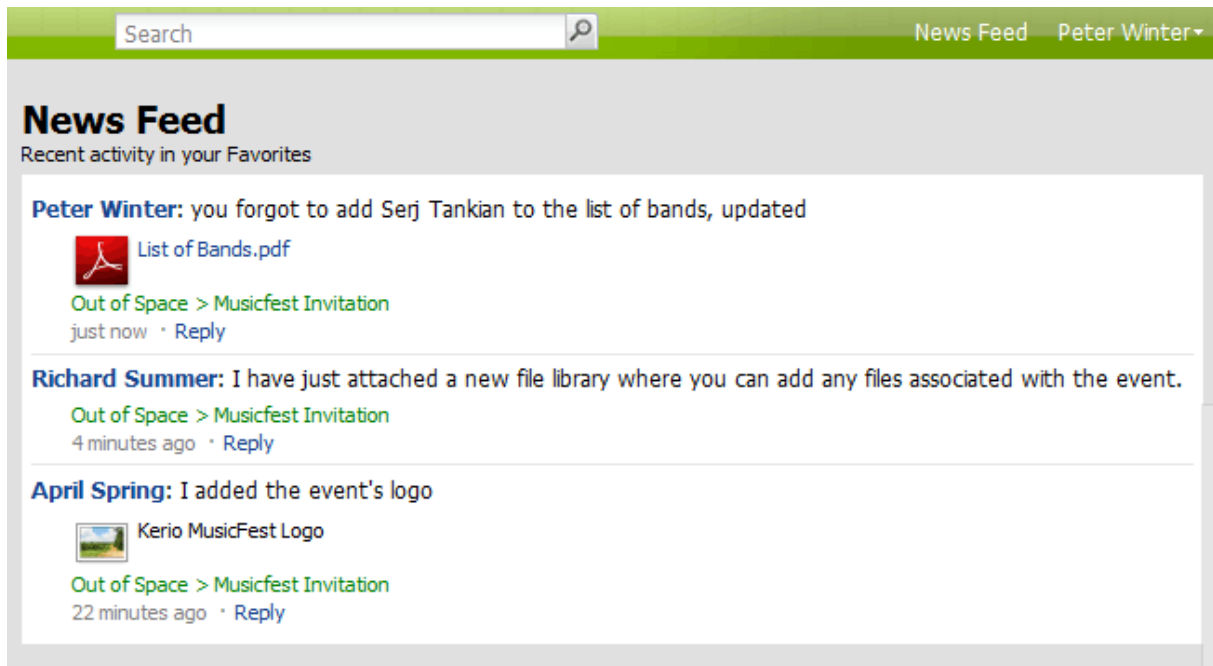 Search
News Feed Peter Winter
News Feed
Recent activity in your Favorites
Peter Winter: you forgot to add Serj Tankian to the list of bands, updated
List of Bands.pdf
Out of Space > Musicfest Invitation
just now · Reply
Richard Summer: I have just attached a new file library where you can add any files associated with the event.
Out of Space > Musicfest Invitation
4 minutes ago · Reply
April Spring: I added the event's logo
Kerio MusicFest Logo
Out of Space > Musicfest Invitation
22 minutes ago · Reply